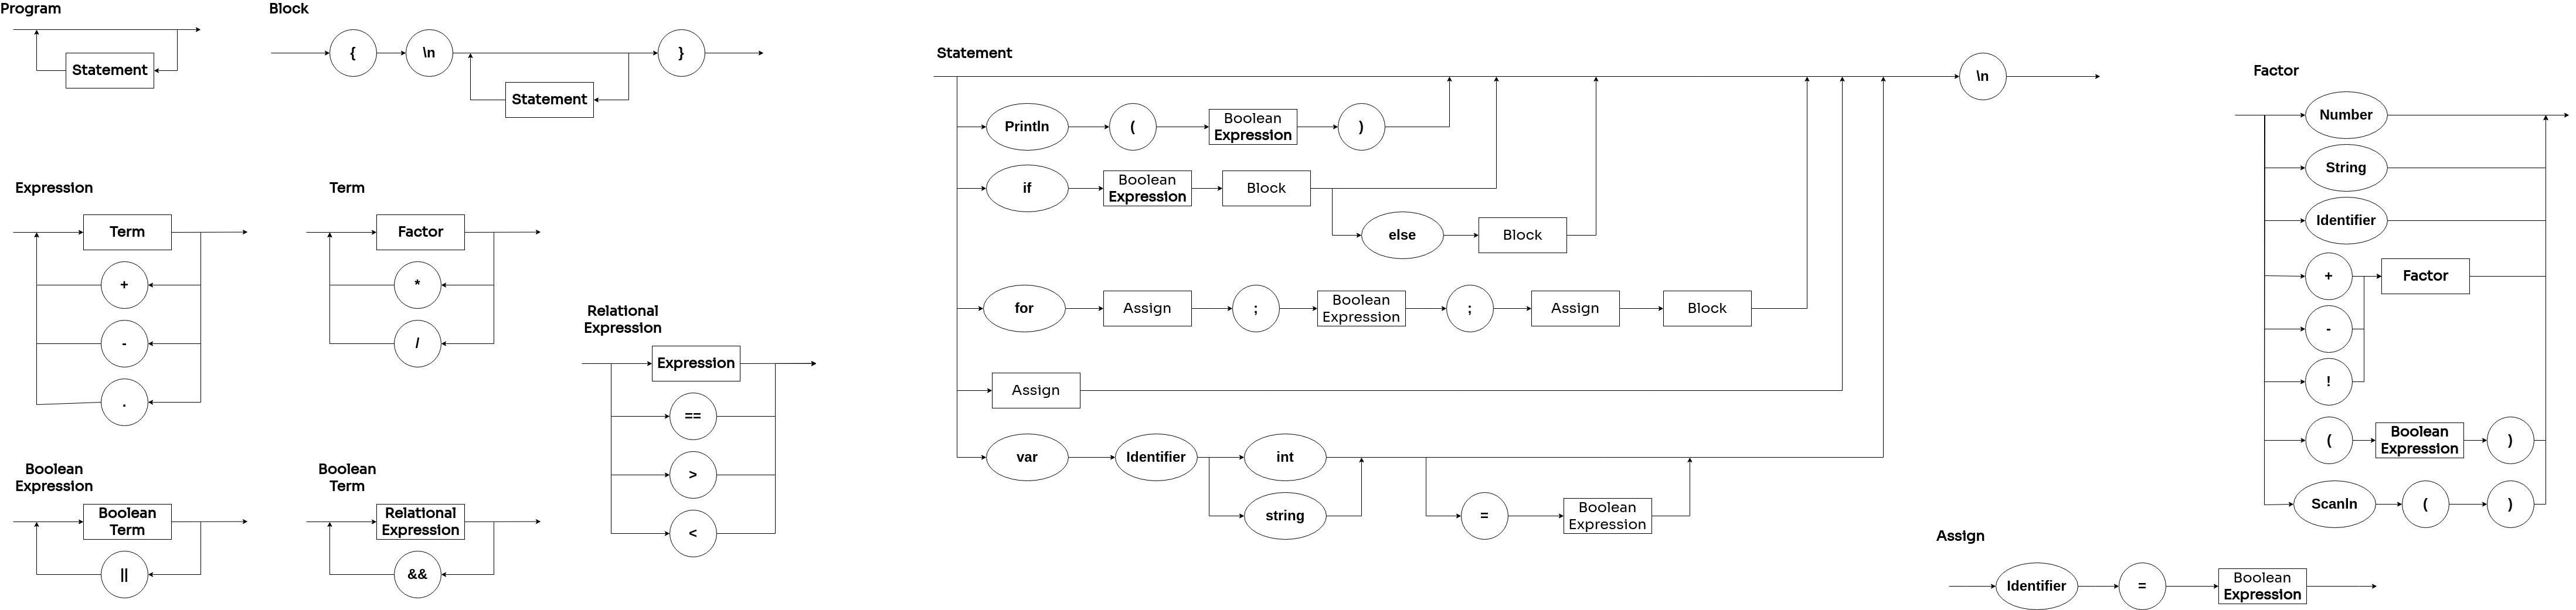 Program
Statement
Block
{
\n
}
Statement
Expression
Term
+
-
.
Term
Factor
*
/
Boolean
Expression
Boolean
Term
||
Boolean
Term
Relational
Expression
&&
Relational
Expression
Expression
==
>
<
Statement
\n
Println
(
Boolean
Expression
)
if
Boolean
Expression
Block
else
Block
for
Assign
;
Boolean
Expression
;
Assign
Block
Assign
var
Identifier
int
string
=
Boolean
Expression
Assign
Identifier
=
Boolean
Expression
Factor
Number
String
Identifier
+
Factor
-
!
(
Boolean
Expression
)
Scanln
(
)